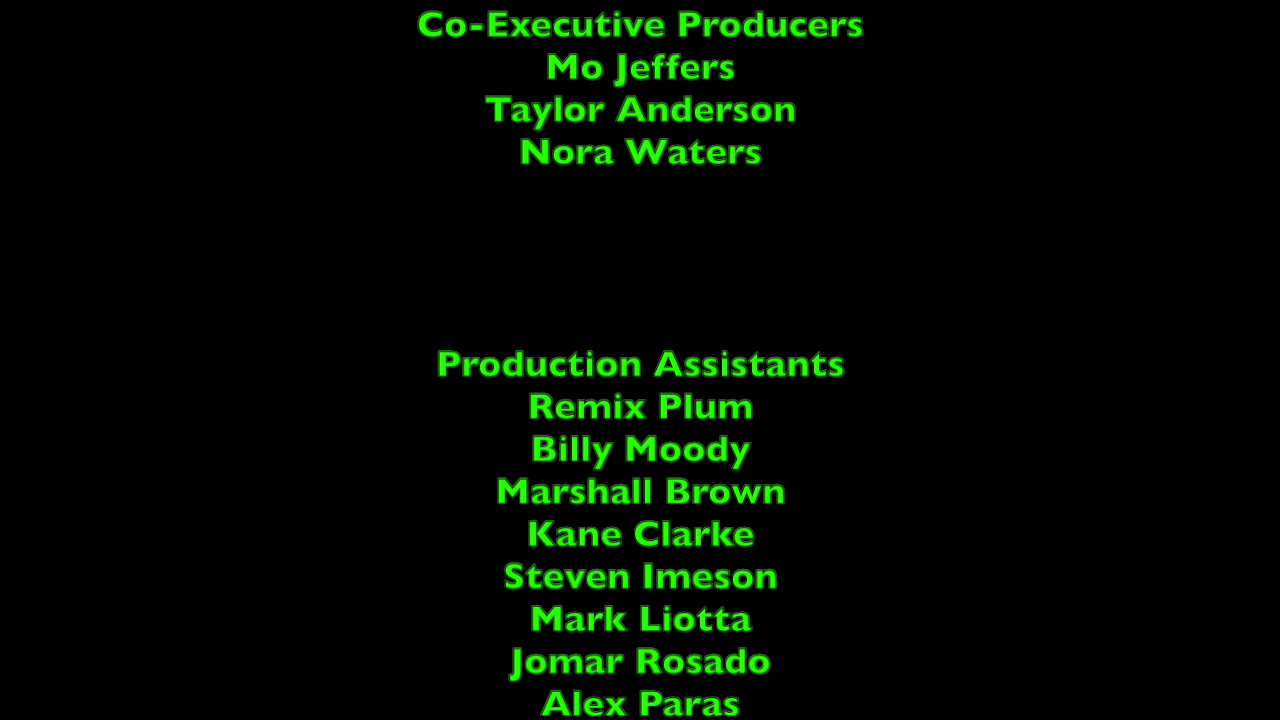 Co-Executive Producers
Mo Jeffers
Taylor Anderson
Nora Waters
Production Assistants
Remix Plum
Billy Moody
Marshall Brown
Kane Clarke
Steven Imeson
Mark Liotta
Jomar Rosado
Alex Paras